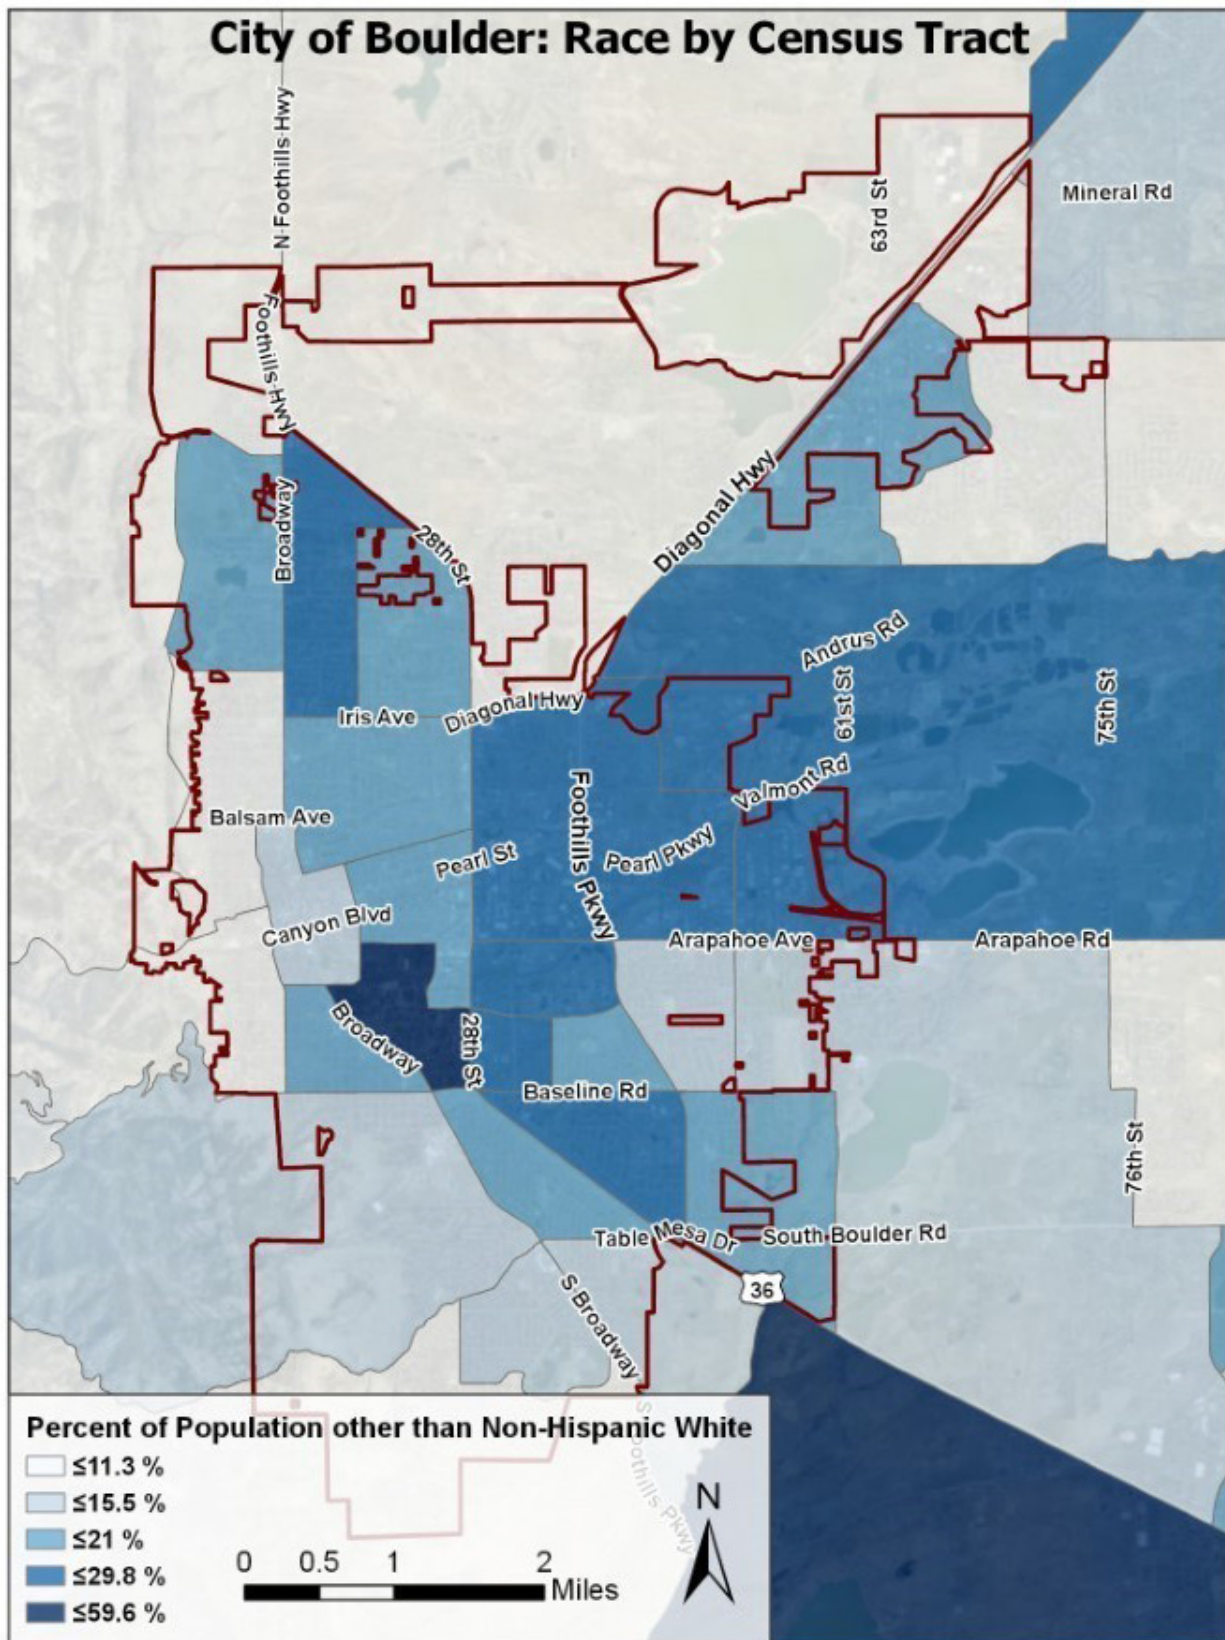 City of Boulder: Race by Census Tract
N Foothills Hwy
63rd St
Mineral Rd
Foothills Hwy
Diagonal Hwy
Broadway
28th St
Andrus Rd
61st St
75th St
Iris Ave
Diagonal Hwy
Foothills Pkwy
Valmont Rd
Balsam Ave
Pearl St
Pearl Pkwy
Canyon Blvd
Arapahoe Ave
Arapahoe Rd
Broadway
28th St
Baseline Rd
76th St
Table Mesa Dr
South Boulder Rd
36
S Broadway
S Foothills Pkwy
Percent of Population other than Non-Hispanic White
≤11.3 %
≤15.5 %
≤21 %
≤29.8 %
≤59.6 %
0 0.5 1 2
Miles
N